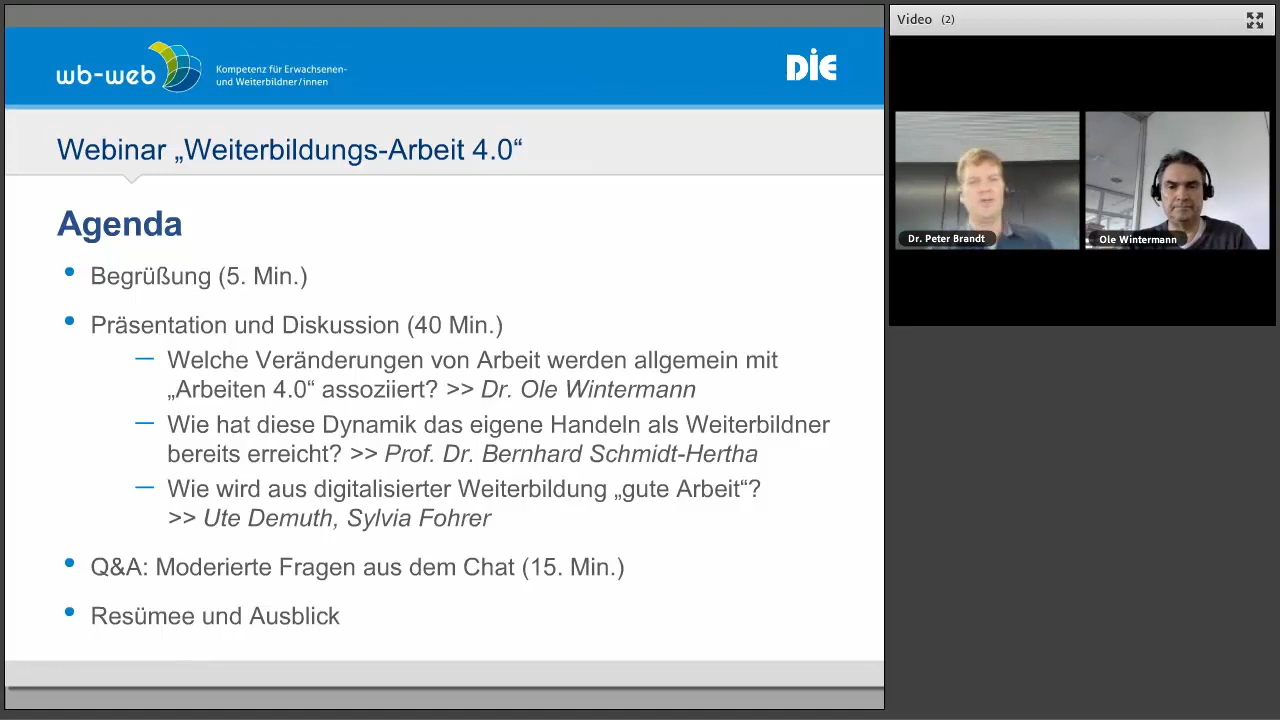 wb-web
Kompetenz für Erwachsenen-
und Weiterbildner/innen
DIE
Webinar „Weiterbildungs-Arbeit 4.0“
Agenda
• Begrüßung (5. Min.)
• Präsentation und Diskussion (40 Min.)
— Welche Veränderungen von Arbeit werden allgemein mit
„Arbeiten 4.0“ assoziiert? >> Dr. Ole Wintermann
— Wie hat diese Dynamik das eigene Handeln als Weiterbildner
bereits erreicht? >> Prof. Dr. Bernhard Schmidt-Hertha
— Wie wird aus digitalisierter Weiterbildung „gute Arbeit“?
>> Ute Demuth, Sylvia Fohrer
• Q&A: Moderierte Fragen aus dem Chat (15. Min.)
• Resümee und Ausblick
Video (2)
Dr. Peter Brandt
Ole Wintermann